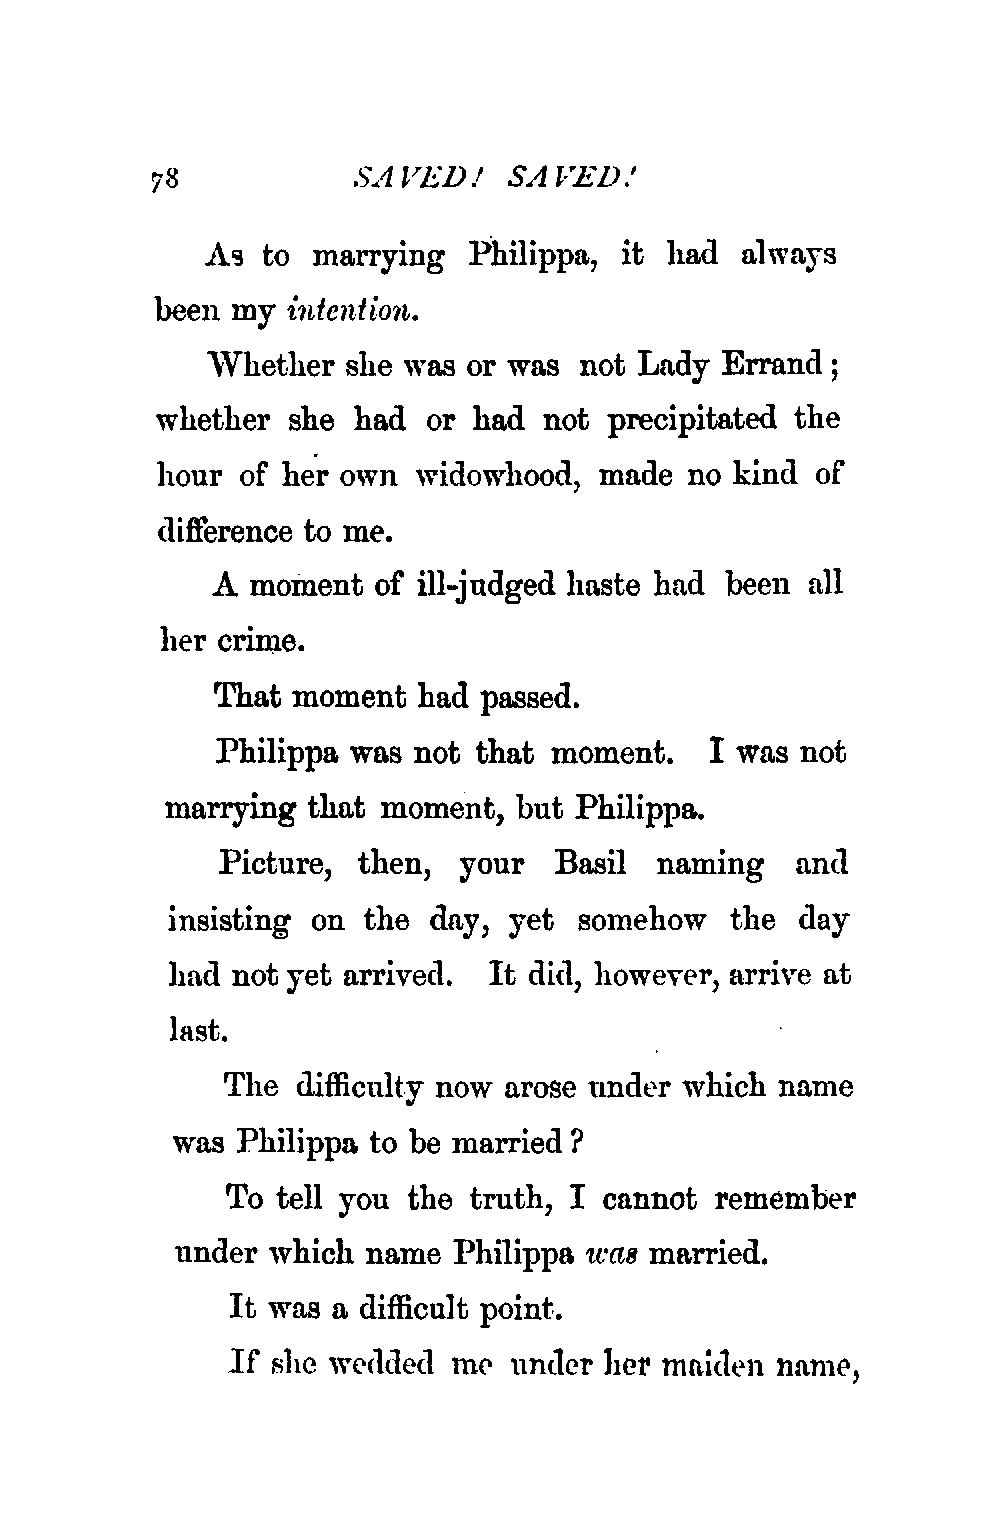 78 SAVED! SAVED!
As to marrying Philippa, it had always
been my intention.
Whether she was or was not Lady Errand;
whether she had or had not precipitated the
hour of her own widowhood, made no kind of
difference to me.
A moment of ill-judged haste had been all
her crime.
That moment had passed.
Philippa was not that moment. I was not
marrying that moment, but Philippa.
Picture, then, your Basil naming and
insisting on the day, yet somehow the day
had not yet arrived. It did, however, arrive at
last.
The difficulty now arose under which name
was Philippa to be married?
To tell you the truth, I cannot remember
under which name Philippa was married.
It was a difficult point.
If she wedded me under her maiden name,